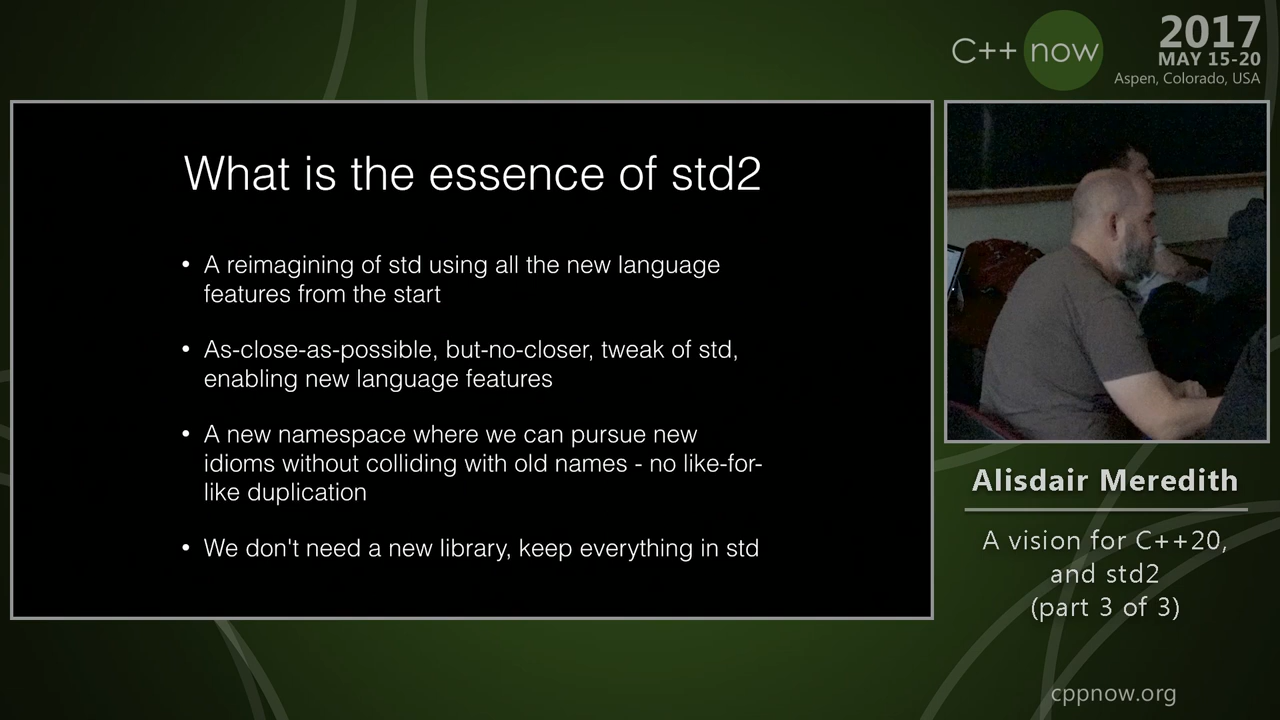 C++ now
2017
MAY 15-20
Aspen, Colorado, USA
What is the essence of std2
• A reimagining of std using all the new language
features from the start
• As-close-as-possible, but-no-closer, tweak of std,
enabling new language features
• A new namespace where we can pursue new
idioms without colliding with old names - no like-for-
like duplication
• We don't need a new library, keep everything in std
Alisdair Meredith
A vision for C++20,
and std2
(part 3 of 3)
cppnow.org